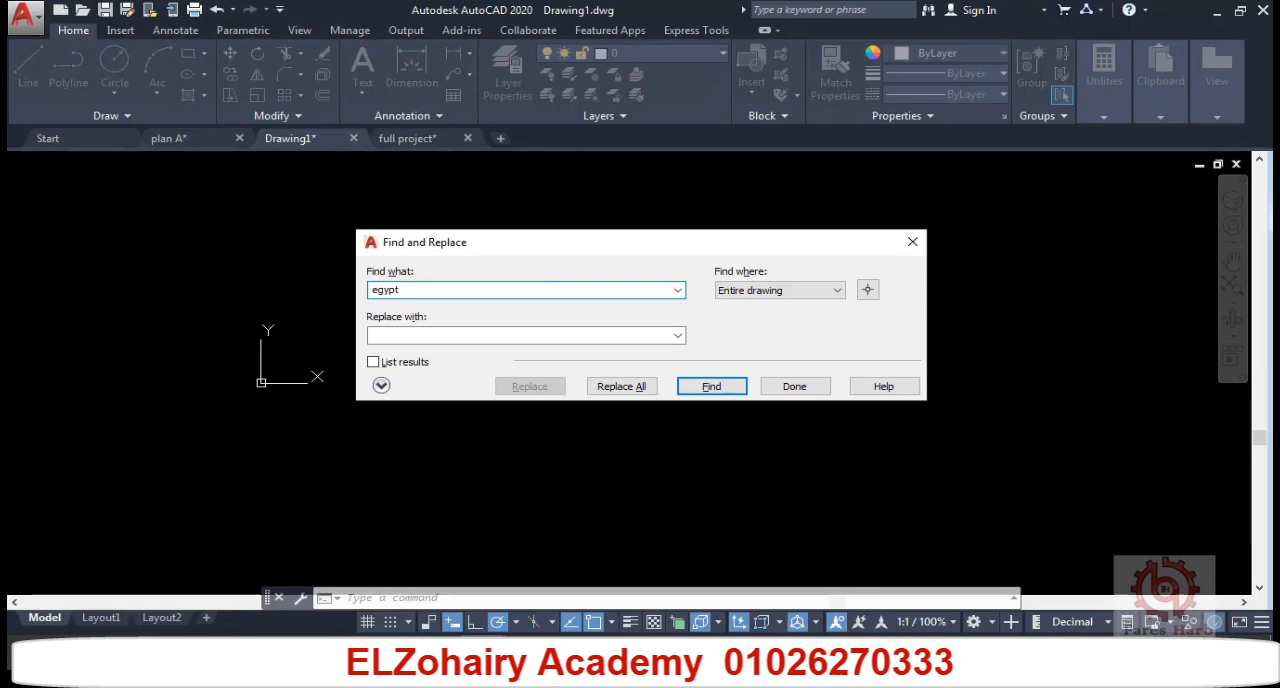 Autodesk AutoCAD 2020 Drawing1.dwg
Type a keyword or phrase
Sign In
Home Insert Annotate Parametric View Manage Output Add-ins Collaborate Featured Apps Express Tools
Line Polyline Circle Arc
Text Dimension
Layer Properties
0
Insert
Match Properties
ByLayer
ByLayer
ByLayer
Group
Utilities Clipboard View
Draw Modify Annotation Layers Block Properties Groups
Start plan A* Drawing1* full project*
Find and Replace
Find what: Find where:
egypt Entire drawing
Replace with:
List results
Replace Replace All Find Done Help
Y
X
Type a command
Model Layout1 Layout2 +
1:1 / 100% Decimal
Fares Harb
ELZohairy Academy 01026270333